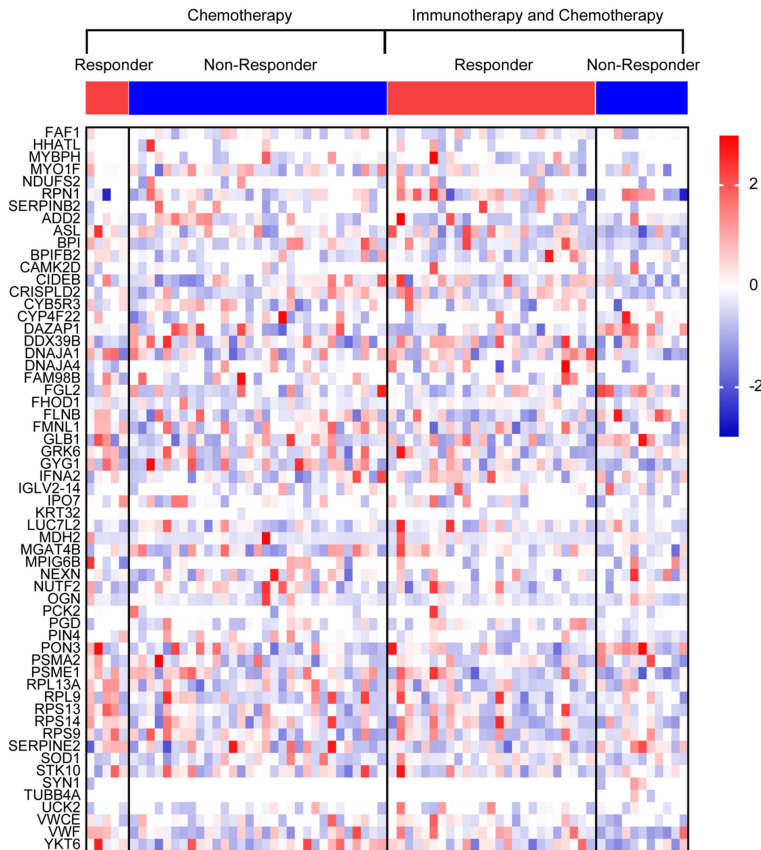 Chemotherapy Immunotherapy and Chemotherapy
Responder Non-Responder Responder Non-Responder
FAF1
HHATL
MYBPH
MYO1F
NDUFS2
RPN1
SERPINB2
ADD2
ASL
BPI
BPIFB2
CAMK2D
CIDEB
CRISPLD2
CYB5R3
CYP4F22
DAZAP1
DDX39B
DNAJA1
DNAJA4
FAM98B
FGL2
FHOD1
FLNB
FMNL1
GLB1
GRK6
GYG1
IFNA2
IGLV2-14
IPO7
KRT32
LUC7L2
MDH2
MGAT4B
MPIG6B
NEXN
NUTF2
OGN
PCK2
PGD
PIN4
PON3
PSMA2
PSME1
RPL13A
RPL9
RPS13
RPS14
RPS9
SERPINE2
SOD1
STK10
SYN1
TUBB4A
UCK2
VWCE
VWF
YKT6
2
0
-2